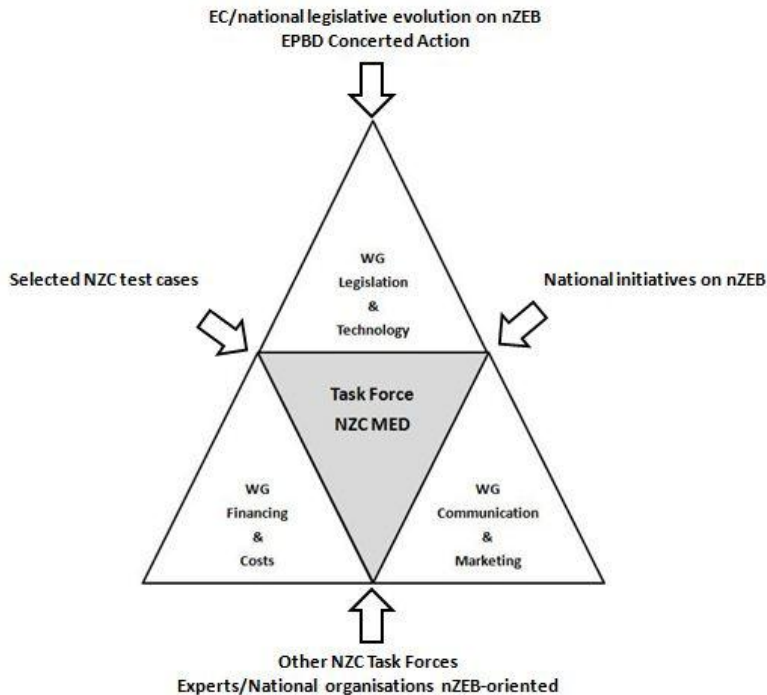 EC/national legislative evolution on nZEB
EPBD Concerted Action
WG
Legislation
&
Technology
Selected NZC test cases
National initiatives on nZEB
Task Force
NZC MED
WG
Financing
&
Costs
WG
Communication
&
Marketing
Other NZC Task Forces
Experts/National organisations nZEB-oriented